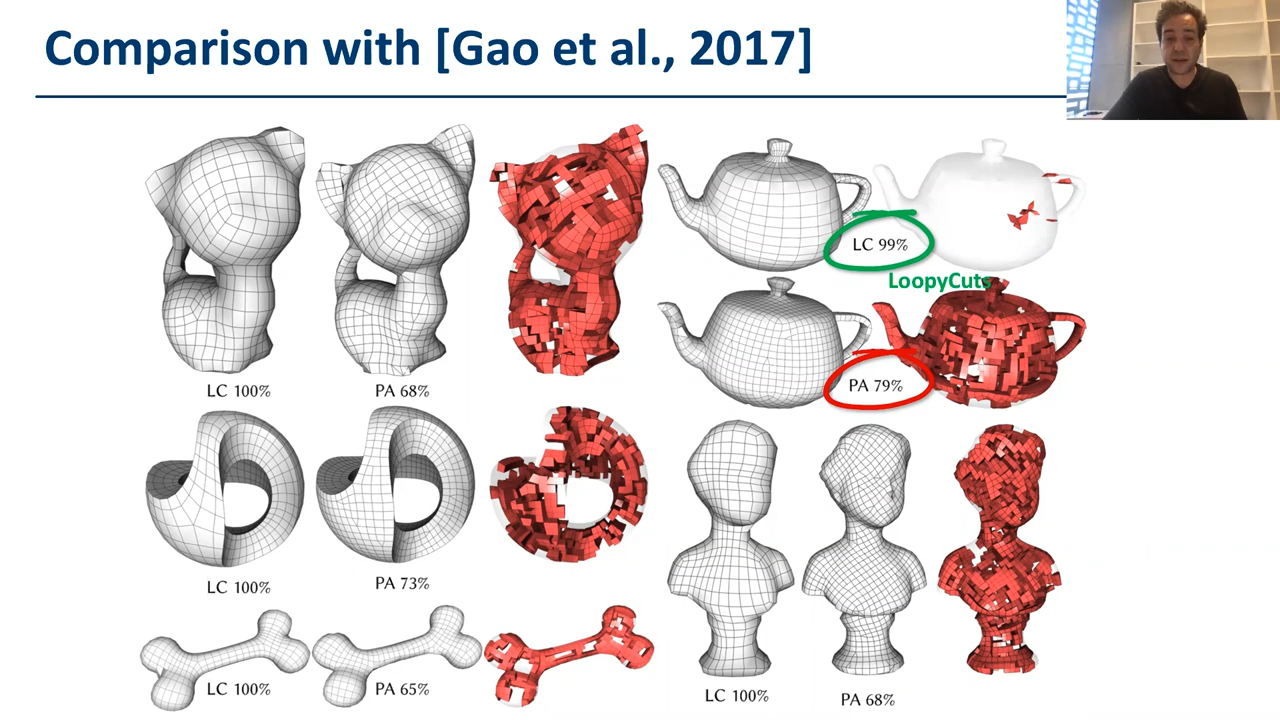 Comparison with [Gao et al., 2017]
LC 99%
LoopyCuts
LC 100%
PA 68%
PA 79%
LC 100%
PA 73%
LC 100%
PA 65%
LC 100%
PA 68%